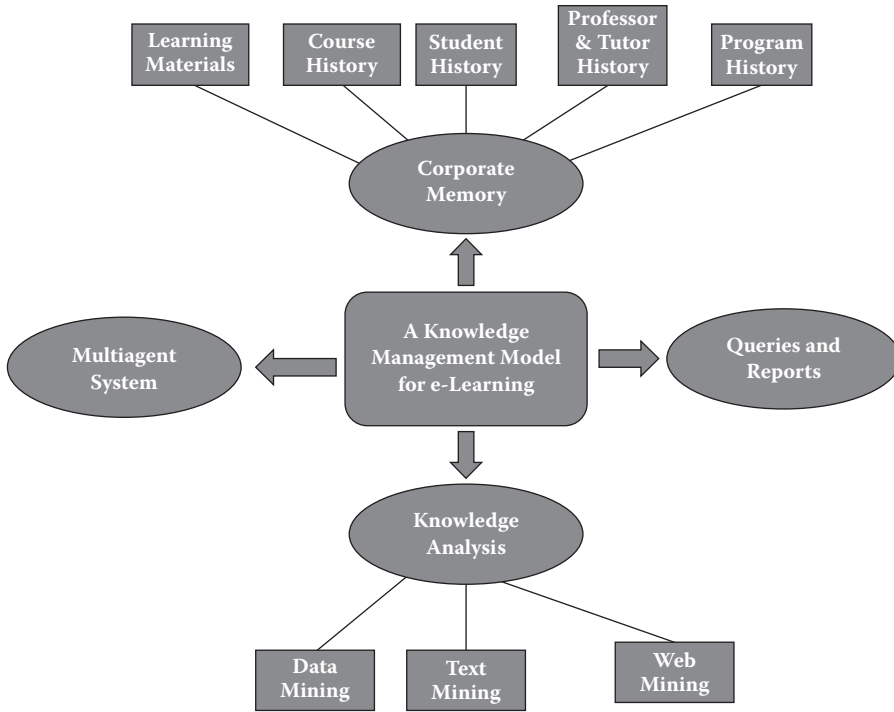 Learning
Materials
Course
History
Student
History
Professor
& Tutor
History
Program
History
Corporate
Memory
Multiagent
System
A Knowledge
Management Model
for e-Learning
Queries and
Reports
Knowledge
Analysis
Data
Mining
Text
Mining
Web
Mining